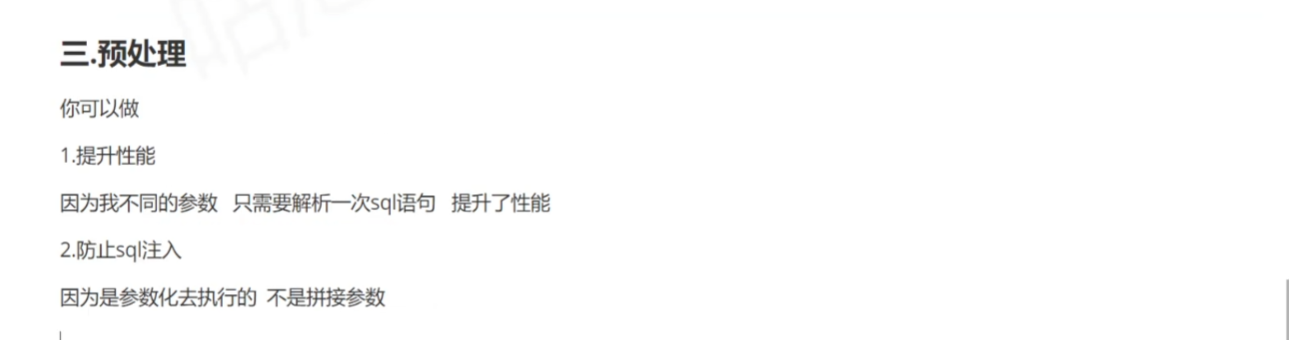 三.预处理
你可以做
1.提升性能
因为我不同的参数 只需要解析一次sql语句 提升了性能
2.防止sql注入
因为是参数化去执行的 不是拼接参数